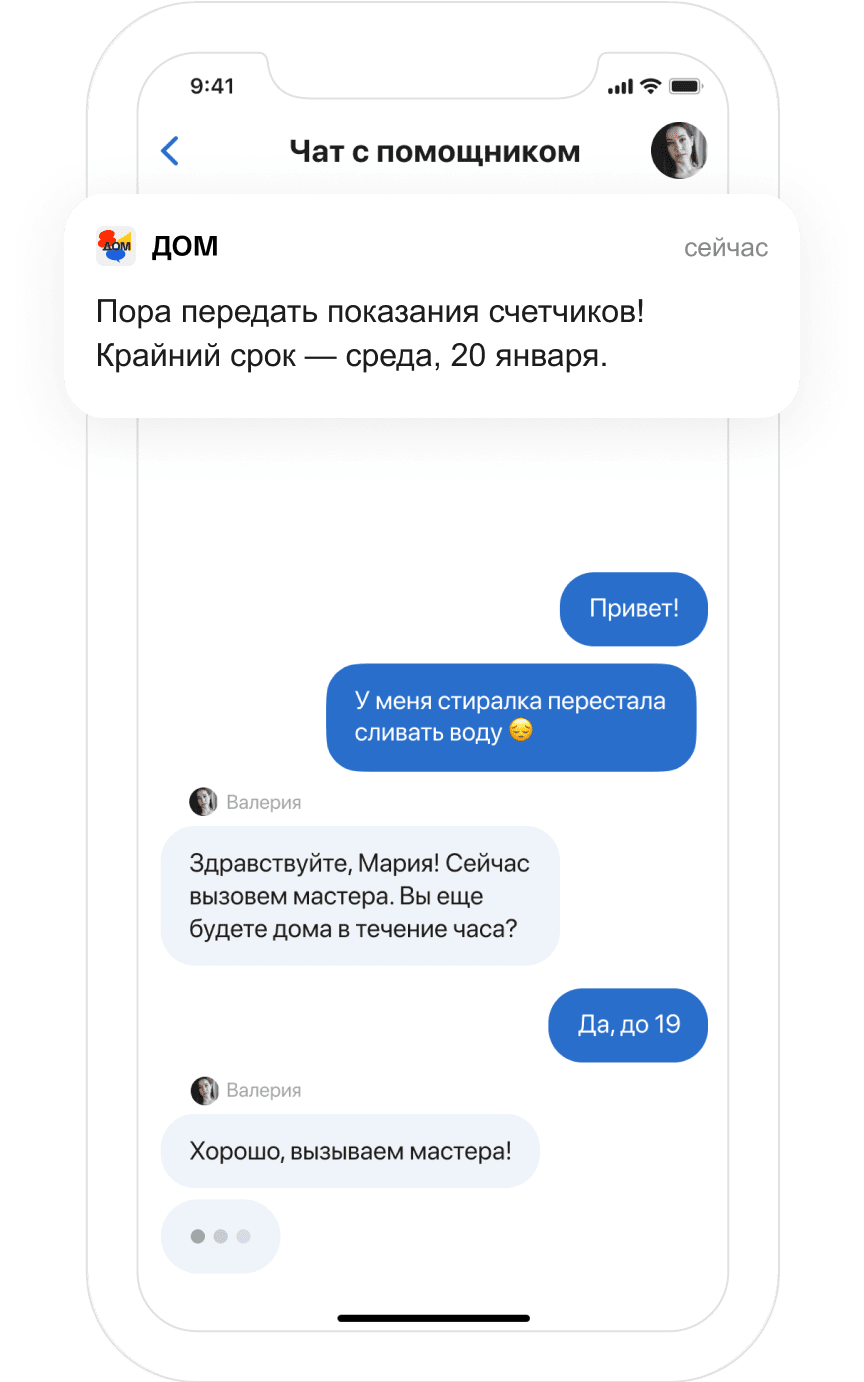 9:41
Чат с помощником
ДОМ
ДОМ
сейчас
Пора передать показания счетчиков!
Крайний срок — среда, 20 января.
Привет!
У меня стиралка перестала
сливать воду 😔
Валерия
Здравствуйте, Мария! Сейчас
вызовем мастера. Вы еще
будете дома в течение часа?
Да, до 19
Валерия
Хорошо, вызываем мастера!